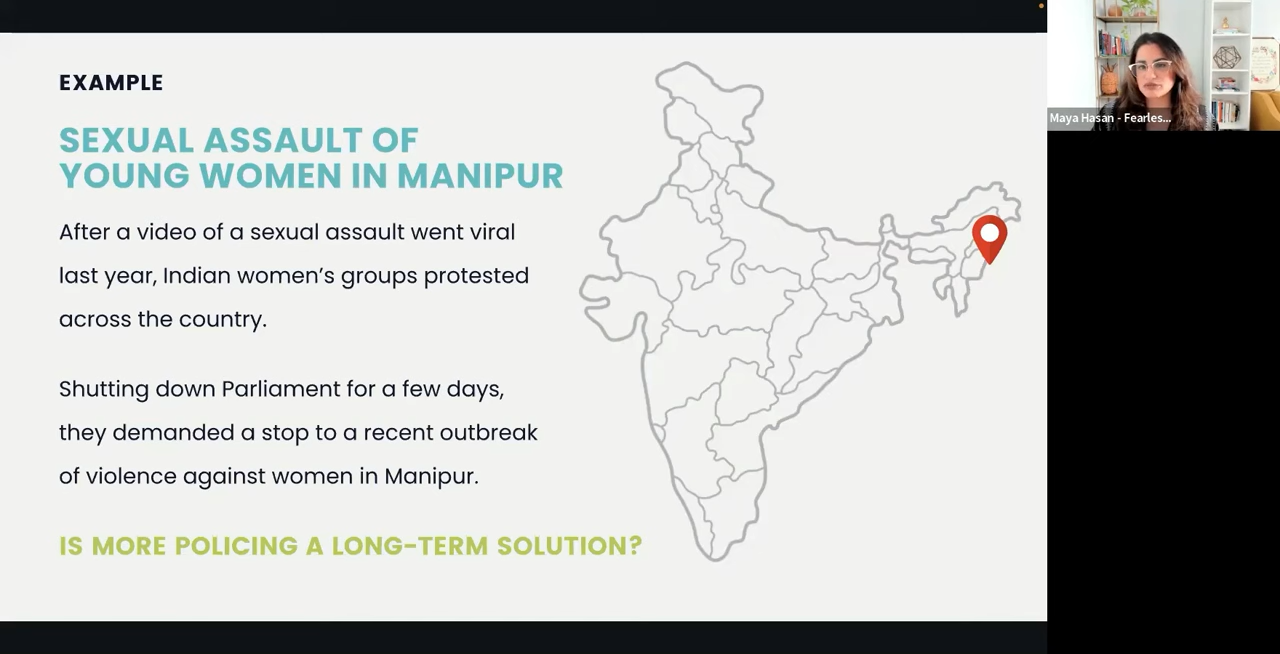 EXAMPLE
SEXUAL ASSAULT OF
YOUNG WOMEN IN MANIPUR
After a video of a sexual assault went viral
last year, Indian women’s groups protested
across the country.
Shutting down Parliament for a few days,
they demanded a stop to a recent outbreak
of violence against women in Manipur.
IS MORE POLICING A LONG-TERM SOLUTION?
Maya Hasan - Fearles...